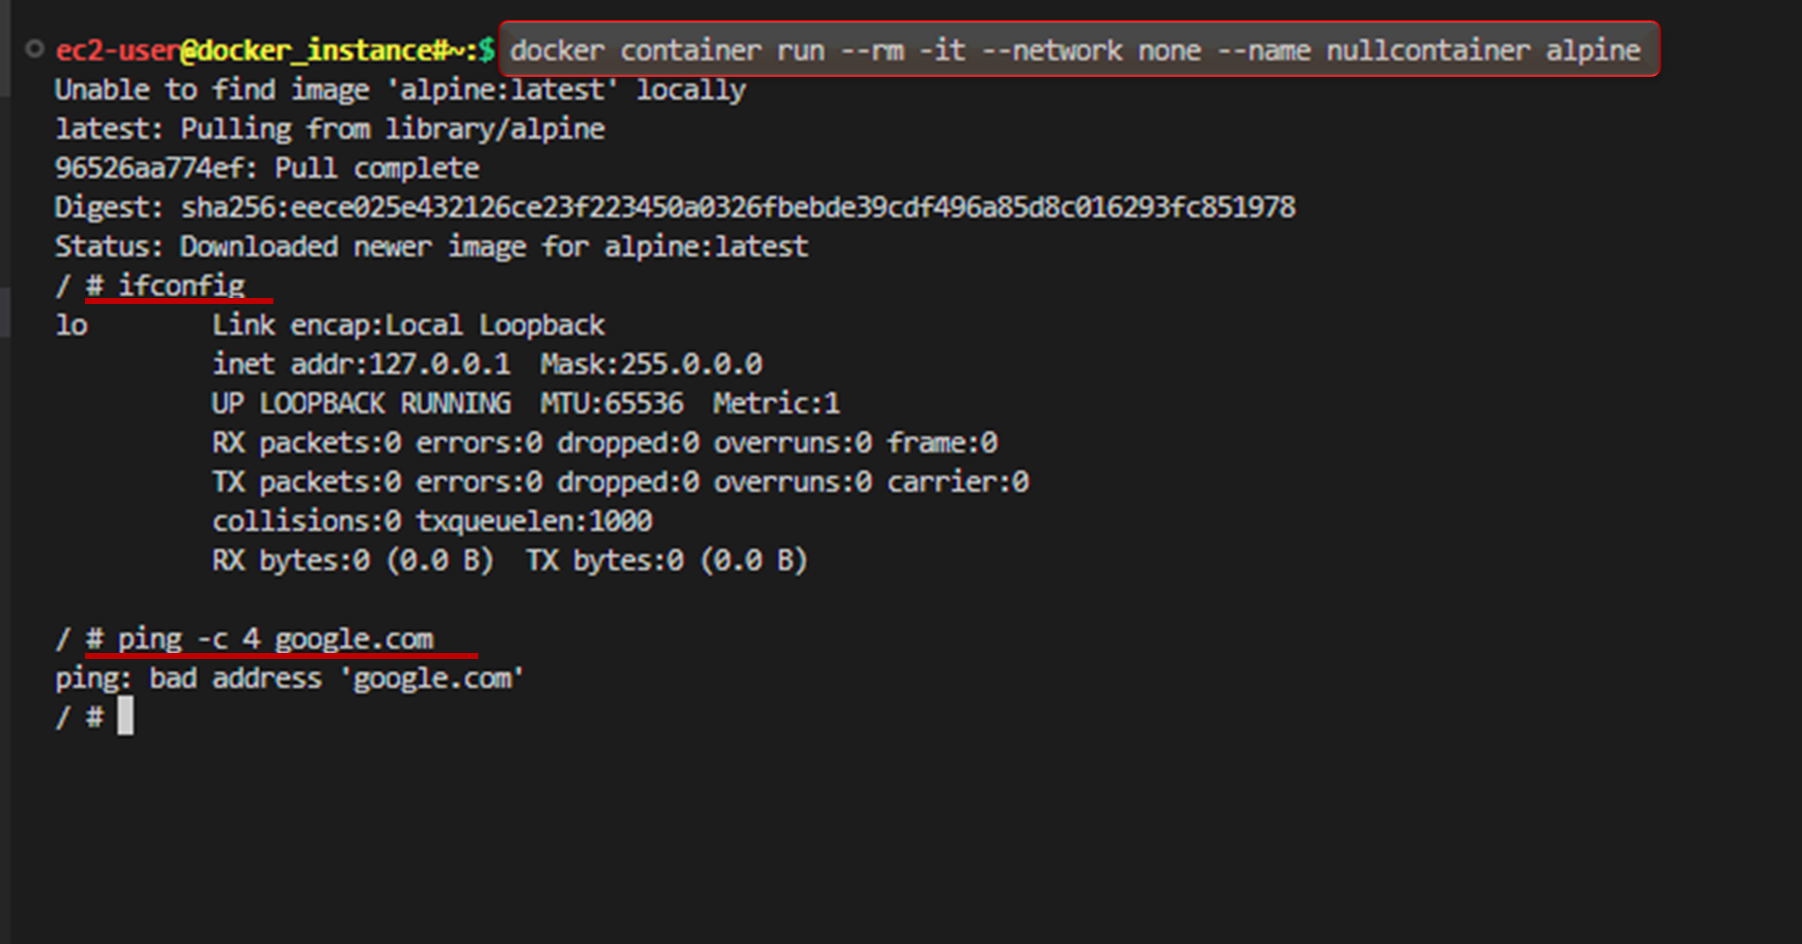 ec2-user@docker_instance#~:$ docker container run --rm -it --network none --name nullcontainer alpine
Unable to find image 'alpine:latest' locally
latest: Pulling from library/alpine
96526aa774ef: Pull complete
Digest: sha256:eece025e432126ce23f223450a0326fbebde39cdf496a85d8c016293fc851978
Status: Downloaded newer image for alpine:latest
/ # ifconfig
lo        Link encap:Local Loopback
          inet addr:127.0.0.1  Mask:255.0.0.0
          UP LOOPBACK RUNNING  MTU:65536  Metric:1
          RX packets:0 errors:0 dropped:0 overruns:0 frame:0
          TX packets:0 errors:0 dropped:0 overruns:0 carrier:0
          collisions:0 txqueuelen:1000
          RX bytes:0 (0.0 B)  TX bytes:0 (0.0 B)
/ # ping -c 4 google.com
ping: bad address 'google.com'
/ #